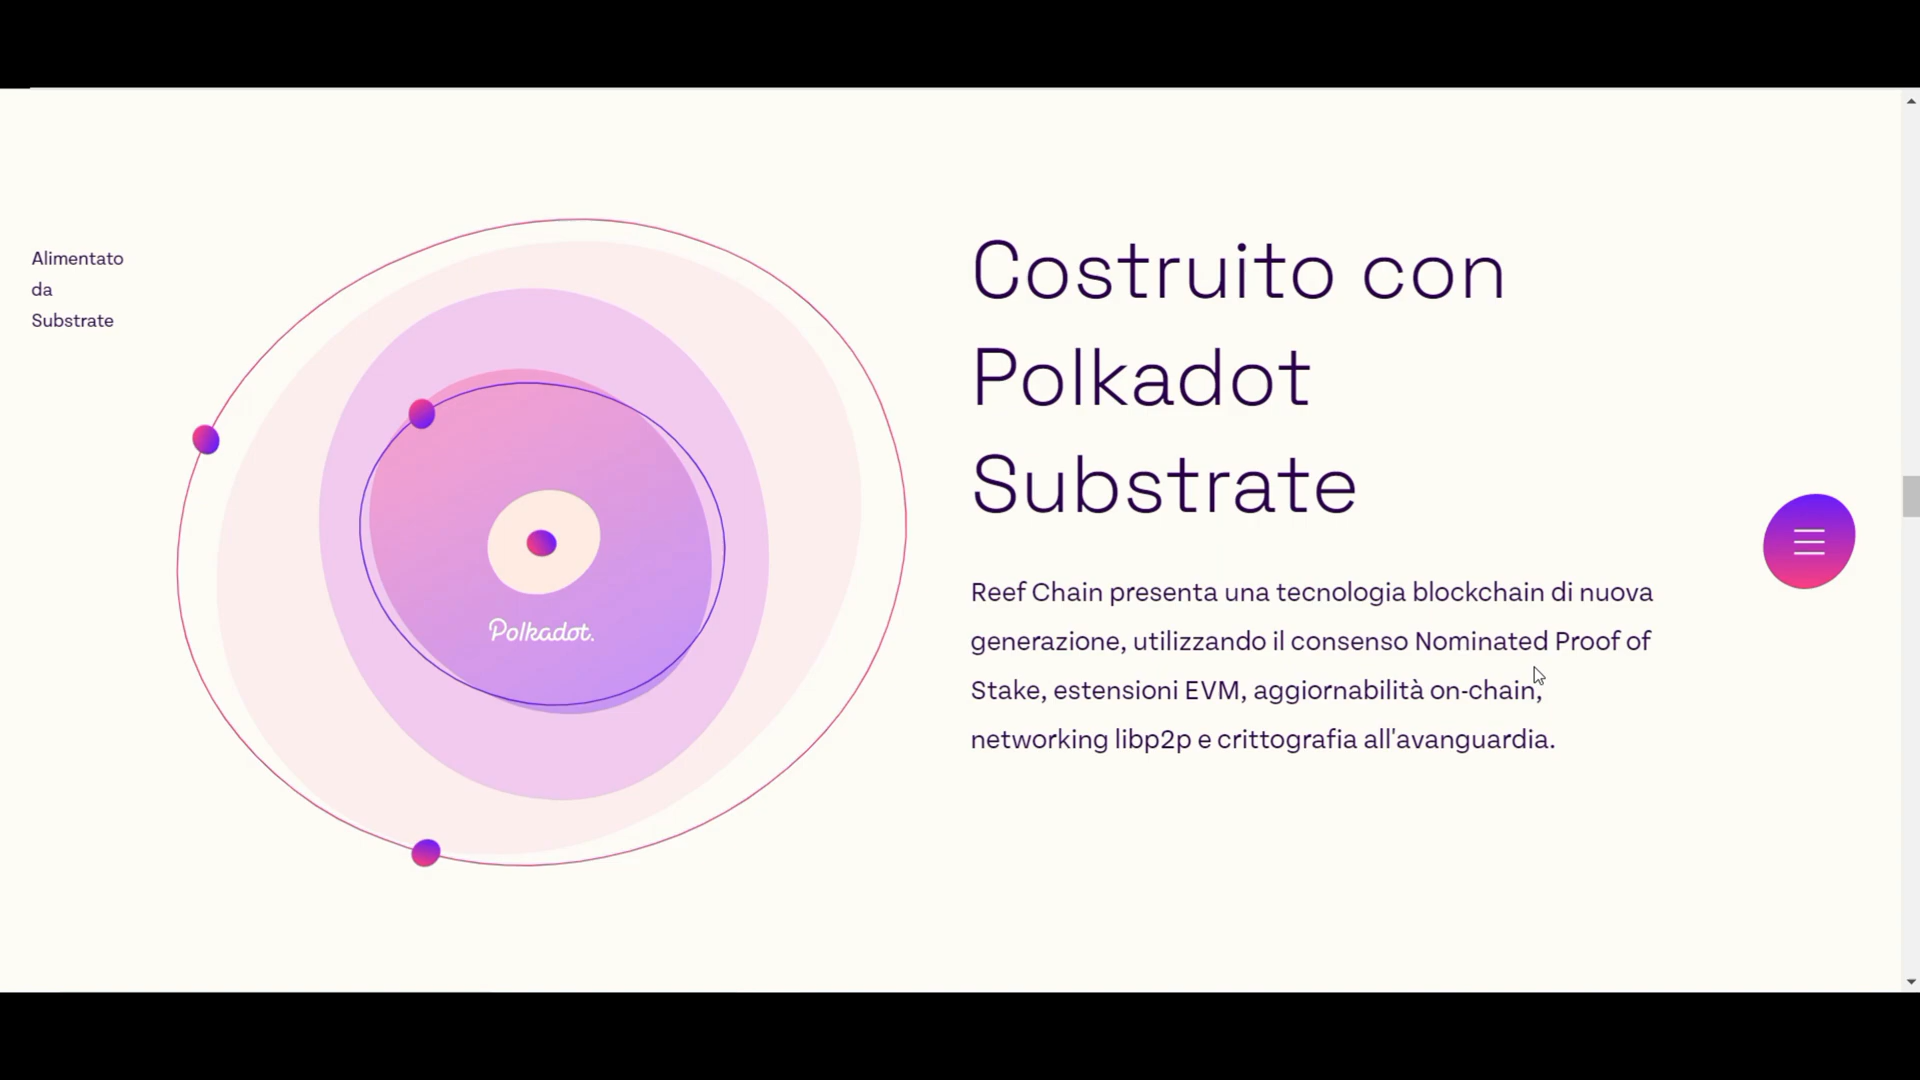 Alimentato
da
Substrate
Polkadot.
Costruito con
Polkadot
Substrate
Reef Chain presenta una tecnologia blockchain di nuova
generazione, utilizzando il consenso Nominated Proof of
Stake, estensioni EVM, aggiornabilità on-chain,
networking libp2p e crittografia all'avanguardia.